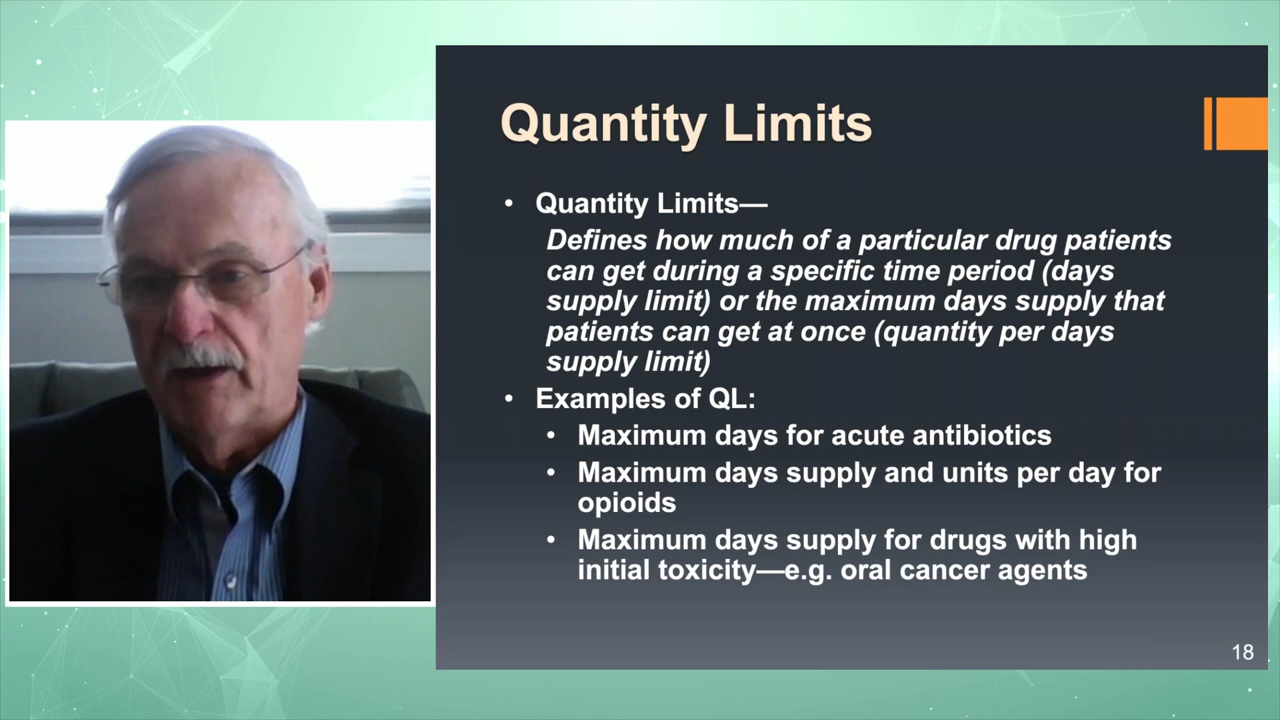 Quantity Limits
• Quantity Limits—
Defines how much of a particular drug patients
can get during a specific time period (days
supply limit) or the maximum days supply that
patients can get at once (quantity per days
supply limit)
• Examples of QL:
• Maximum days for acute antibiotics
• Maximum days supply and units per day for
opioids
• Maximum days supply for drugs with high
initial toxicity—e.g. oral cancer agents
18